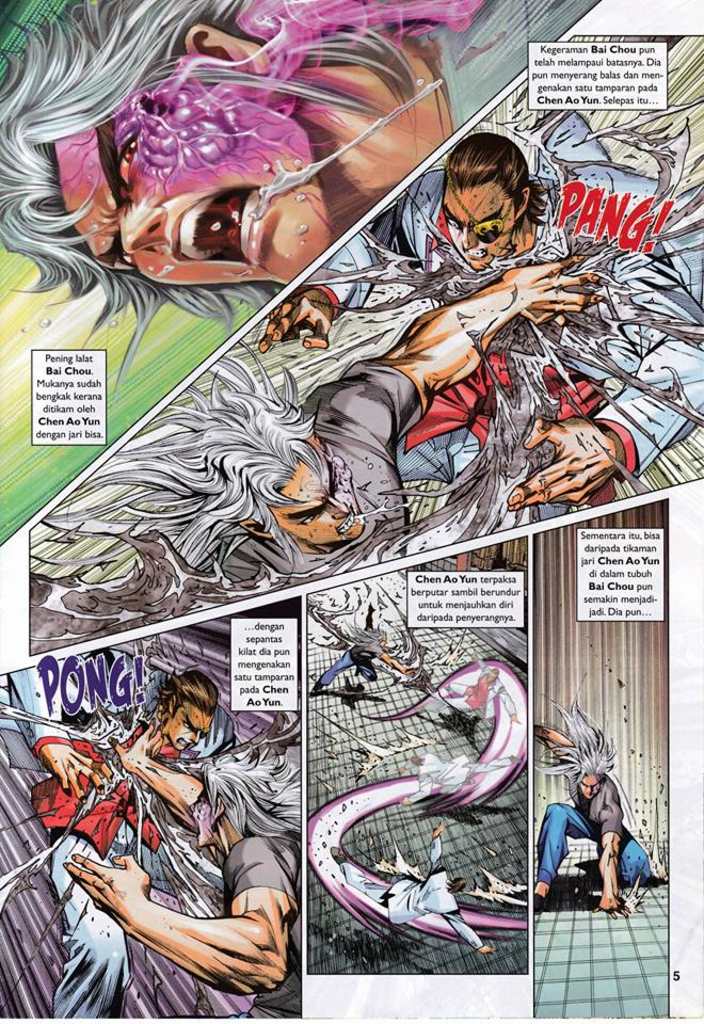 Pening lalat
Bai Chou.
Mukanya sudah
bengkak kerana
ditikam oleh
Chen Ao Yun
dengan jari bisa.
Kegeraman Bai Chou pun
telah melampaui batasnya. Dia
pun menyerang balas dan men-
genakan satu tamparan pada
Chen Ao Yun. Selepas itu...
PANG!
Sementara itu, bisa
daripada tikaman
jari Chen Ao Yun
di dalam tubuh
Bai Chou pun
semakin menjadi-
jadi. Dia pun...
Chen Ao Yun terpaksa
berputar sambil berundur
untuk menjauhkan diri
daripada penyerangnya.
...dengan
sepantas
kilat dia pun
mengenakan
satu tamparan
pada Chen
Ao Yun.
PONG!
5